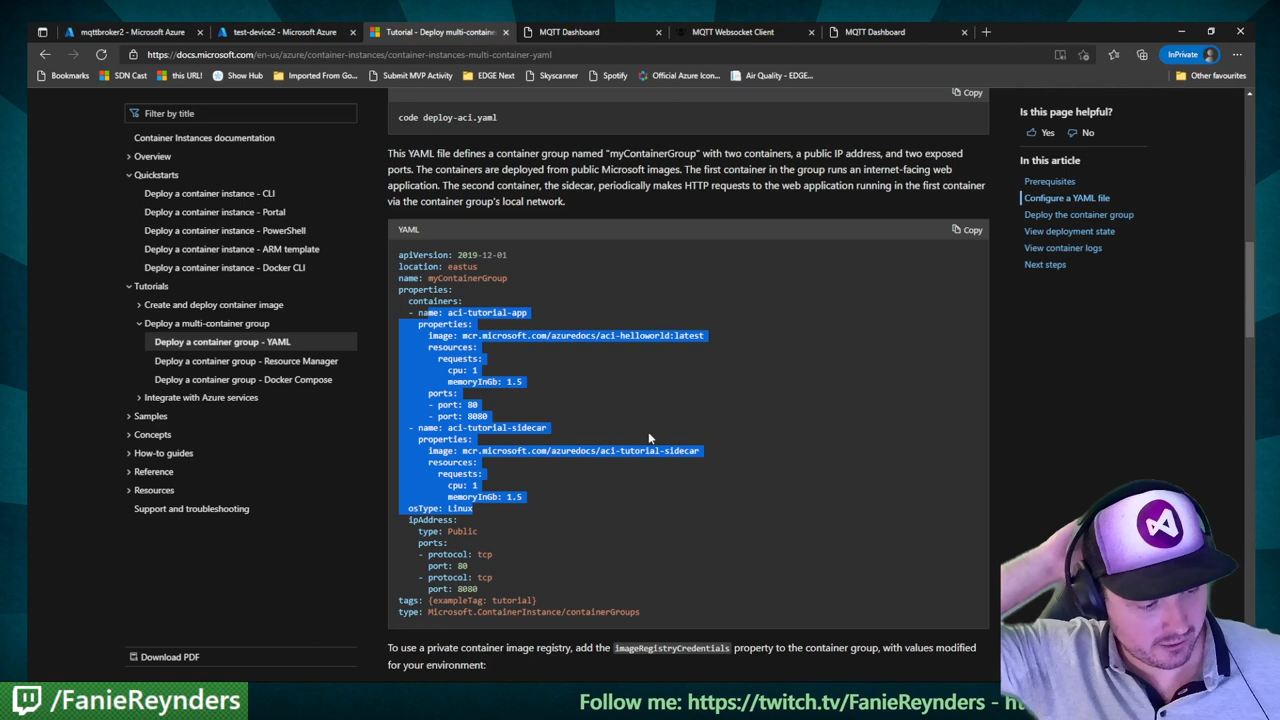 mqttbroker2 - Microsoft Azure
test-device2 - Microsoft Azure
Tutorial - Deploy multi-containe
MQTT Dashboard
MQTT Websocket Client
MQTT Dashboard
https://docs.microsoft.com/en-us/azure/container-instances/container-instances-multi-container-yaml
InPrivate
Bookmarks
SDN Cast
this URL!
Show Hub
Imported From Go...
Submit MVP Activity
EDGE Next
Skyscanner
Spotify
Official Azure Icon...
Air Quality - EDGE...
Other favourites
Filter by title
Container Instances documentation
Overview
Quickstarts
Deploy a container instance - CLI
Deploy a container instance - Portal
Deploy a container instance - PowerShell
Deploy a container instance - ARM template
Deploy a container instance - Docker CLI
Tutorials
Create and deploy container image
Deploy a multi-container group
Deploy a container group - YAML
Deploy a container group - Resource Manager
Deploy a container group - Docker Compose
Integrate with Azure services
Samples
Concepts
How-to guides
Reference
Resources
Support and troubleshooting
Download PDF
Copy
code deploy-aci.yaml
This YAML file defines a container group named "myContainerGroup" with two containers, a public IP address, and two exposed
ports. The containers are deployed from public Microsoft images. The first container in the group runs an internet-facing web
application. The second container, the sidecar, periodically makes HTTP requests to the web application running in the first container
via the container group's local network.
YAML
Copy
apiVersion: 2019-12-01
location: eastus
name: myContainerGroup
properties:
containers:
- name: aci-tutorial-app
properties:
image: mcr.microsoft.com/azuredocs/aci-helloworld:latest
resources:
requests:
cpu: 1
memoryInGb: 1.5
ports:
- port: 80
- port: 8080
- name: aci-tutorial-sidecar
properties:
image: mcr.microsoft.com/azuredocs/aci-tutorial-sidecar
resources:
requests:
cpu: 1
memoryInGb: 1.5
osType: Linux
ipAddress:
type: Public
ports:
- protocol: tcp
port: 80
- protocol: tcp
port: 8080
tags: {exampleTag: tutorial}
type: Microsoft.ContainerInstance/containerGroups
To use a private container image registry, add the imageRegistryCredentials property to the container group, with values modified
for your environment:
Is this page helpful?
Yes No
In this article
Prerequisites
Configure a YAML file
Deploy the container group
View deployment state
View container logs
Next steps
/FanieReynders
Follow me: https://twitch.tv/FanieReynders -